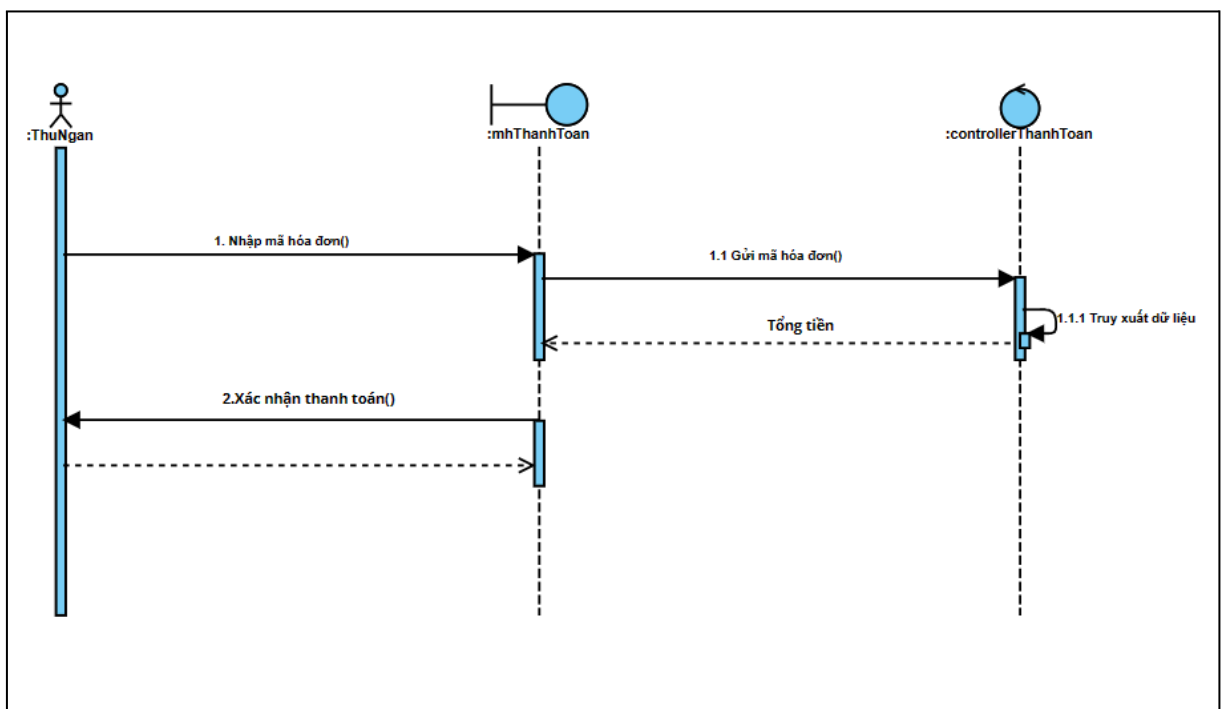 :ThuNgan
:mhThanhToan
:controllerThanhToan
1. Nhập mã hóa đơn()
1.1 Gửi mã hóa đơn()
1.1.1 Truy xuất dữ liệu
Tổng tiền
2.Xác nhận thanh toán()